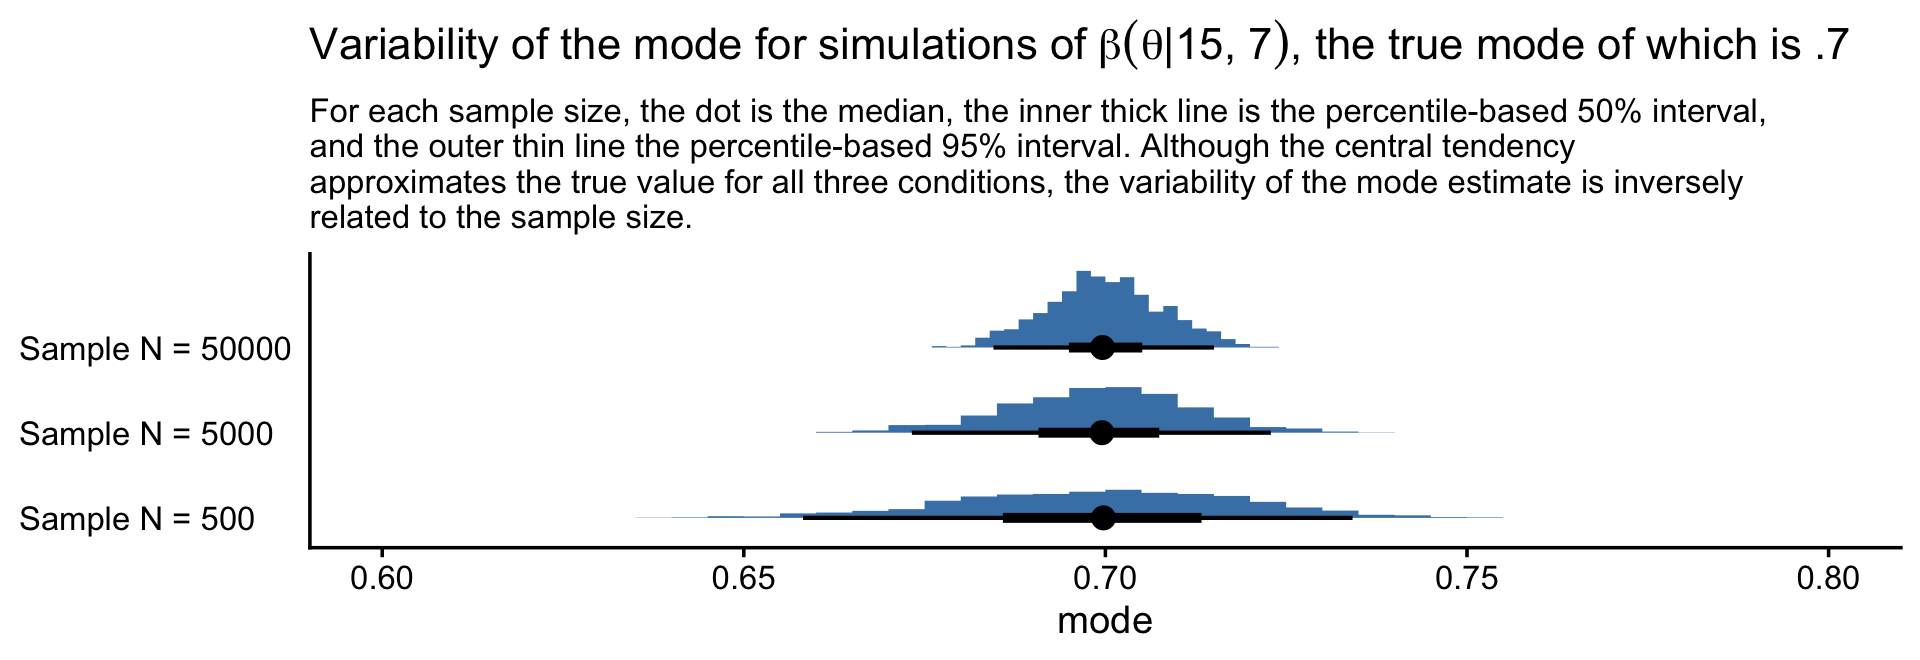 Variability of the mode for simulations of β(θ|15, 7), the true mode of which is .7
For each sample size, the dot is the median, the inner thick line is the percentile-based 50% interval,
and the outer thin line the percentile-based 95% interval. Although the central tendency
approximates the true value for all three conditions, the variability of the mode estimate is inversely
related to the sample size.
Sample N = 50000
Sample N = 5000
Sample N = 500
0.60 0.65 0.70 0.75 0.80
mode